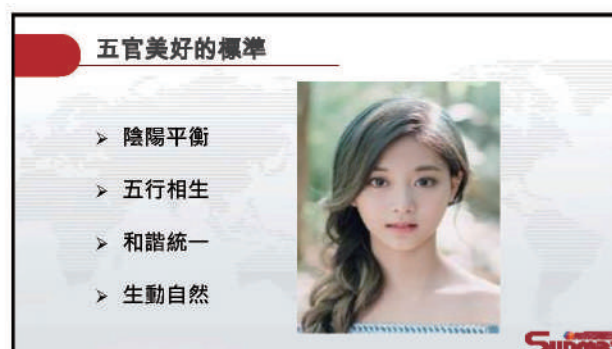 五官美好的標準
陰陽平衡
五行相生
和諧統一
生動自然